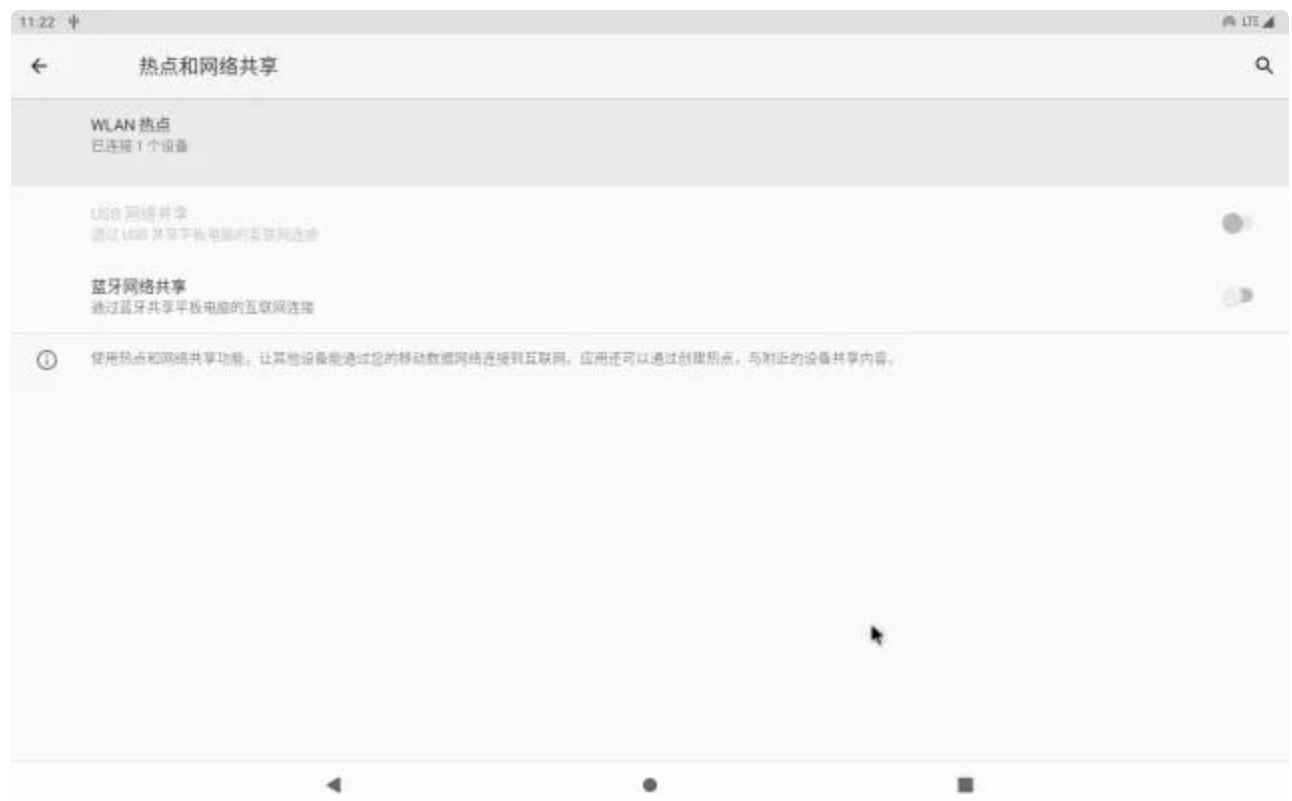 11:22
LTE
热点和网络共享
WLAN 热点
已连接 1 个设备
USB 网络共享
通过 USB 共享平板电脑的互联网连接
蓝牙网络共享
通过蓝牙共享平板电脑的互联网连接
使用热点和网络共享功能，让其他设备能通过您的移动数据网络连接到互联网。应用还可以通过创建热点，与附近的设备共享内容。